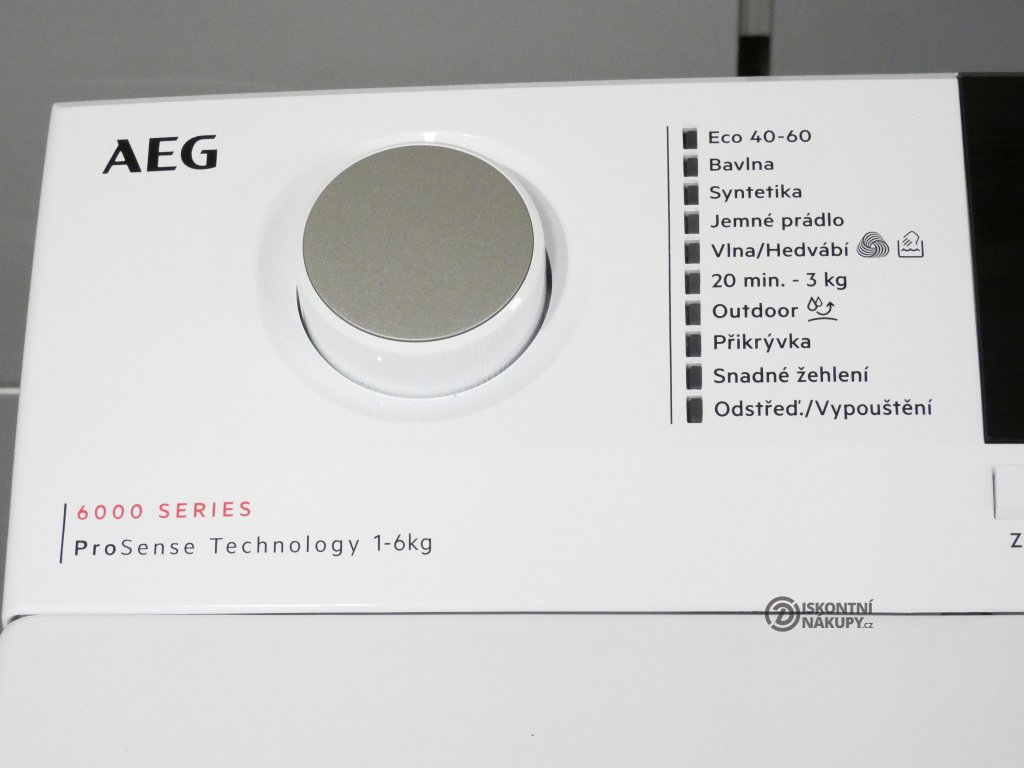 AEG
Eco 40-60
Bavlna
Syntetika
Jemné prádlo
Vlna/Hedvábí
20 min. - 3 kg
Outdoor
Přikrývka
Snadné žehlení
Odstřeď./Vypouštění
6000 SERIES
ProSense Technology 1-6kg
Z
DISKONTNÍ
NÁKUPY.cz